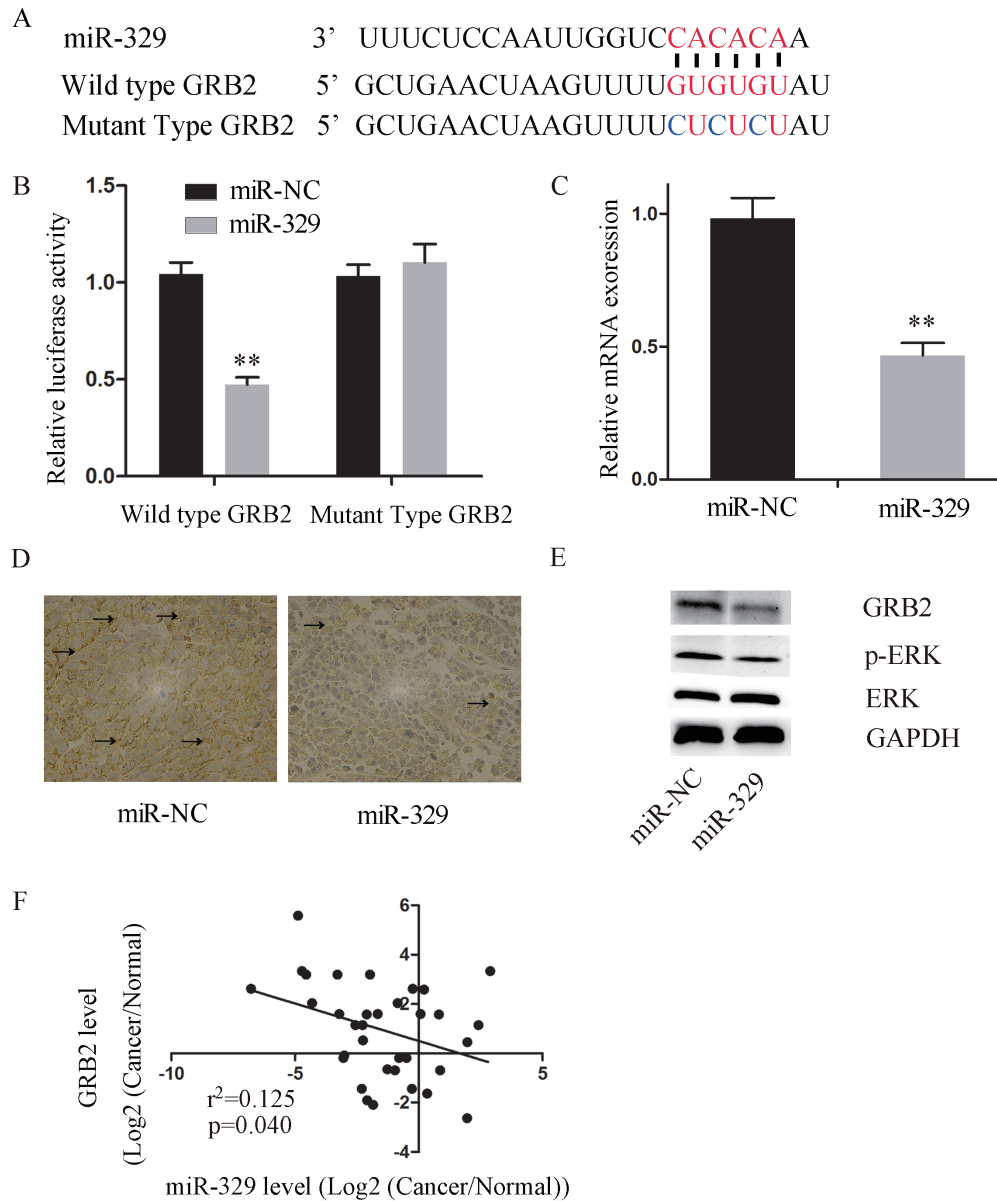 A
miR-329 3’ UUUCUCCAAUUGGUCCACACAA
Wild type GRB2 5’ GCUGAACUAAGUUUUGUGUGUAU
Mutant Type GRB2 5’ GCUGAACUAAGUUUUCUCUCUAU
B
miR-NC
miR-329
Relative luciferase activity
1.5
1.0
0.5
0.0
**
Wild type GRB2 Mutant Type GRB2
C
Relative mRNA exoression
1.0
0.5
0.0
**
miR-NC miR-329
D
miR-NC miR-329
E
GRB2
p-ERK
ERK
GAPDH
miR-NC miR-329
F
GRB2 level
(Log2 (Cancer/Normal)
6
4
2
-2
-4
-10 -5 5
r2=0.125
p=0.040
miR-329 level (Log2 (Cancer/Normal))